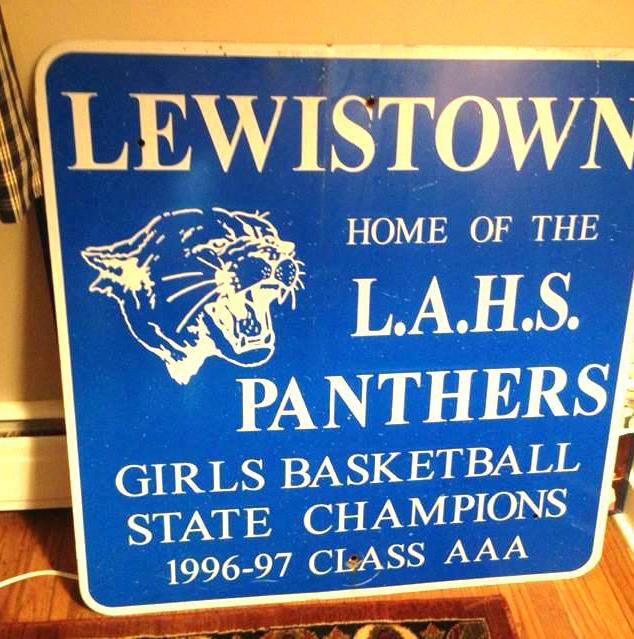 LEWISTOWN
HOME OF THE
L.A.H.S.
PANTHERS
GIRLS BASKETBALL
STATE CHAMPIONS
1996-97 CLASS AAA